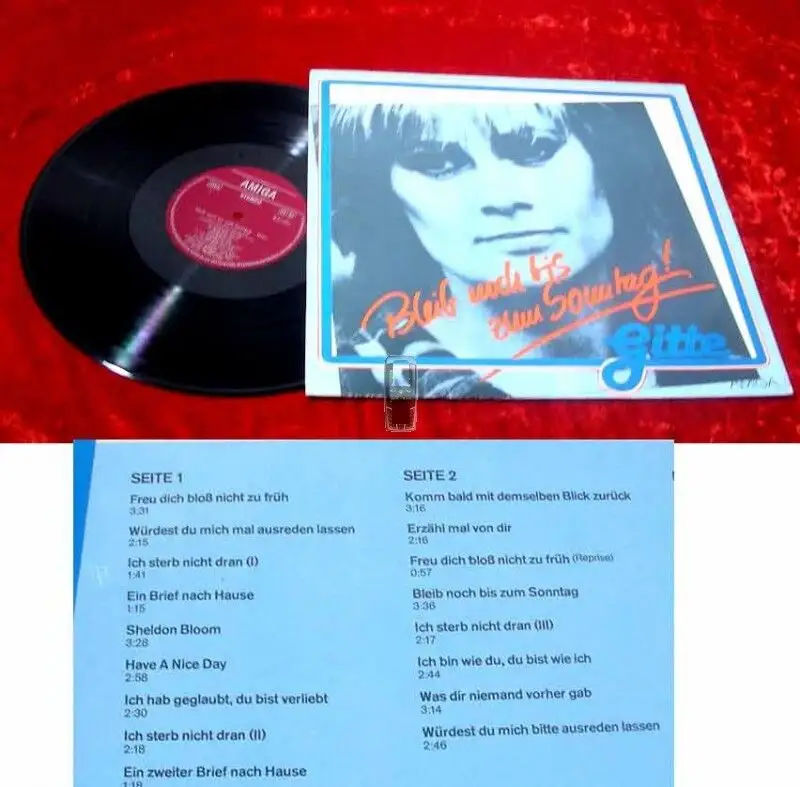 AMIGA
STEREO
Bleib noch bis
zum Sonntag!
Gitte
AMIGA
SEITE 1
Freu dich bloß nicht zu früh
3:31
Würdest du mich mal ausreden lassen
2:15
Ich sterb nicht dran (I)
1:41
Ein Brief nach Hause
1:15
Sheldon Bloom
3:28
Have A Nice Day
2:58
Ich hab geglaubt, du bist verliebt
2:30
Ich sterb nicht dran (II)
2:18
Ein zweiter Brief nach Hause
1:18
SEITE 2
Komm bald mit demselben Blick zurück
3:16
Erzähl mal von dir
2:16
Freu dich bloß nicht zu früh (Reprise)
0:57
Bleib noch bis zum Sonntag
3:36
Ich sterb nicht dran (III)
2:17
Ich bin wie du, du bist wie ich
2:44
Was dir niemand vorher gab
3:14
Würdest du mich bitte ausreden lassen
2:46